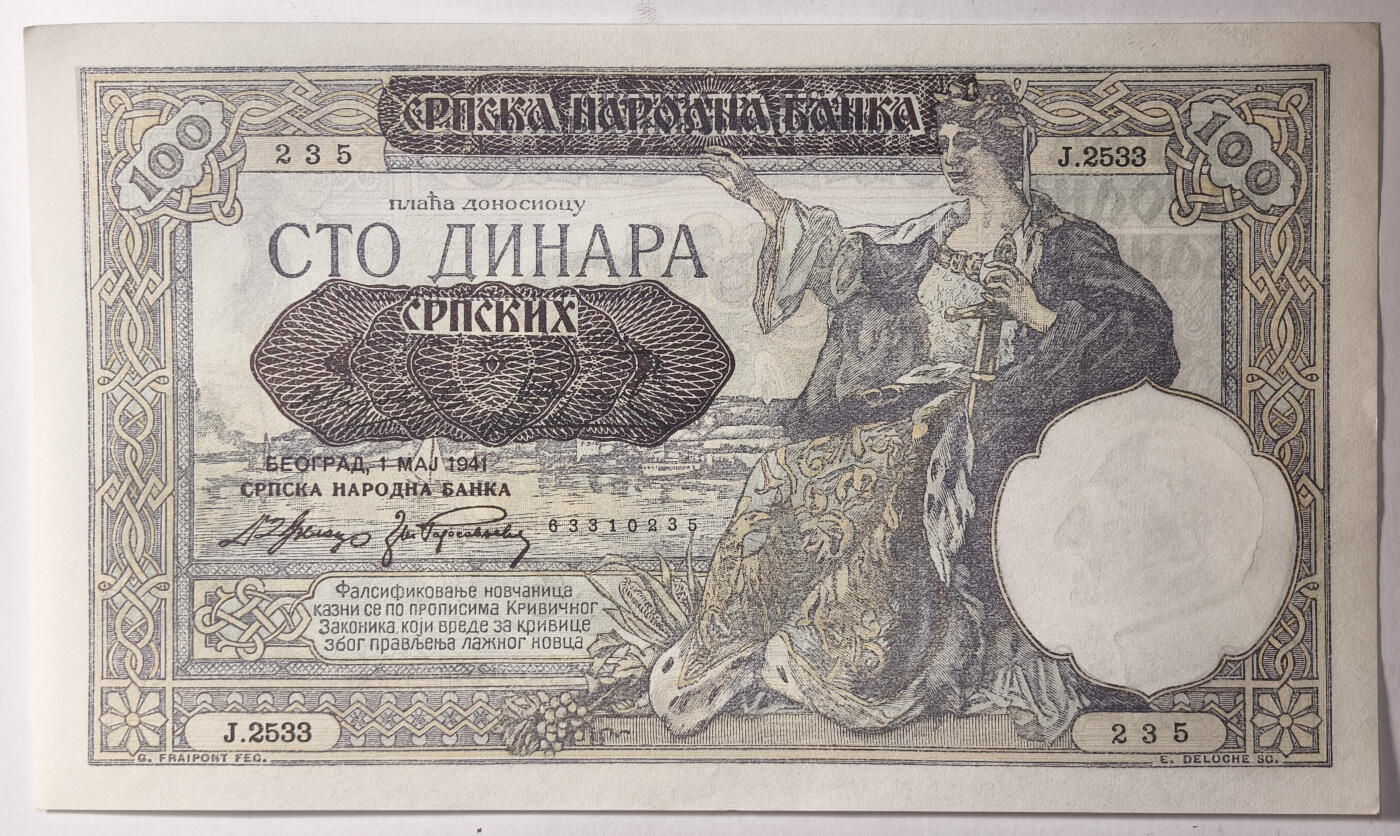 СРПСКА НАРОДНА БАНКА
100
235
J.2533
100
плаћа доносиоцу
СТО ДИНАРА
СРПСКИХ
БЕОГРАД, 1 МАЈ 1941
СРПСКА НАРОДНА БАНКА
63310235
Фалсификовање новчаница
казни се по прописима Кривичног
Законика, који вреде за кривице
због прављења лажног новца
J.2533
235
G. FRAIPONT FEC.
E. DELOCHE SC.